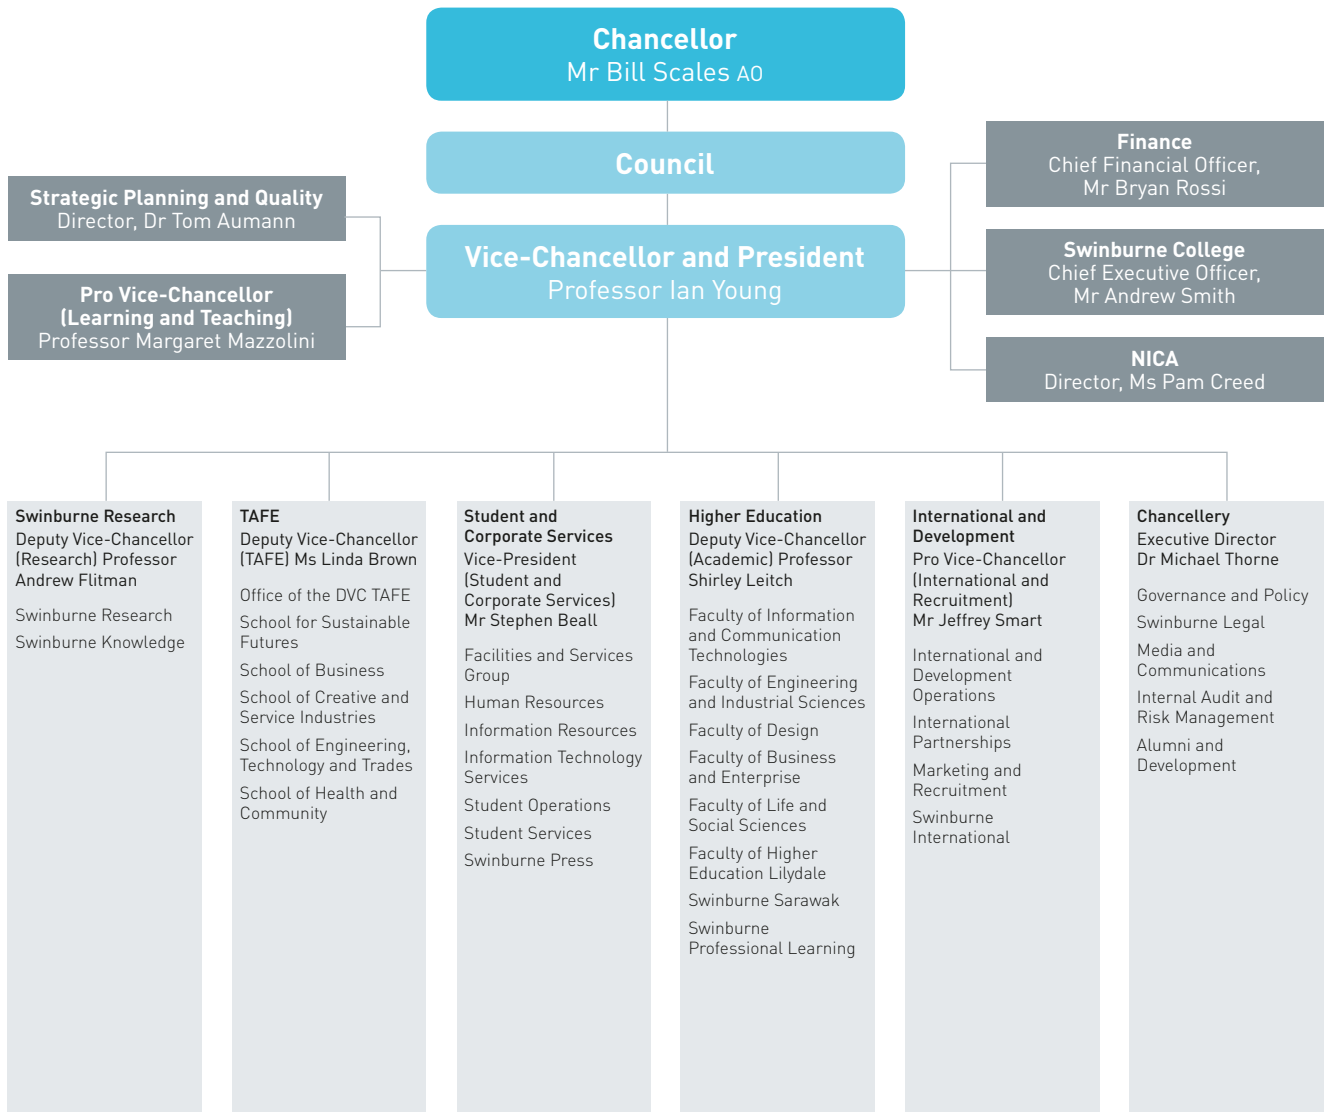 Chancellor
Mr Bill Scales AO
Council
Vice-Chancellor and President
Professor Ian Young
Strategic Planning and Quality
Director, Dr Tom Aumann
Pro Vice-Chancellor
(Learning and Teaching)
Professor Margaret Mazzolini
Finance
Chief Financial Officer,
Mr Bryan Rossi
Swinburne College
Chief Executive Officer,
Mr Andrew Smith
NICA
Director, Ms Pam Creed
Swinburne Research
Deputy Vice-Chancellor
(Research) Professor
Andrew Flitman
Swinburne Research
Swinburne Knowledge
TAFE
Deputy Vice-Chancellor
(TAFE) Ms Linda Brown
Office of the DVC TAFE
School for Sustainable
Futures
School of Business
School of Creative and
Service Industries
School of Engineering,
Technology and Trades
School of Health and
Community
Student and
Corporate Services
Vice-President
(Student and
Corporate Services)
Mr Stephen Beall
Facilities and Services
Group
Human Resources
Information Resources
Information Technology
Services
Student Operations
Student Services
Swinburne Press
Higher Education
Deputy Vice-Chancellor
(Academic) Professor
Shirley Leitch
Faculty of Information
and Communication
Technologies
Faculty of Engineering
and Industrial Sciences
Faculty of Design
Faculty of Business
and Enterprise
Faculty of Life and
Social Sciences
Faculty of Higher
Education Lilydale
Swinburne Sarawak
Swinburne
Professional Learning
International and
Development
Pro Vice-Chancellor
(International and
Recruitment)
Mr Jeffrey Smart
International and
Development
Operations
International
Partnerships
Marketing and
Recruitment
Swinburne
International
Chancellery
Executive Director
Dr Michael Thorne
Governance and Policy
Swinburne Legal
Media and
Communications
Internal Audit and
Risk Management
Alumni and
Development